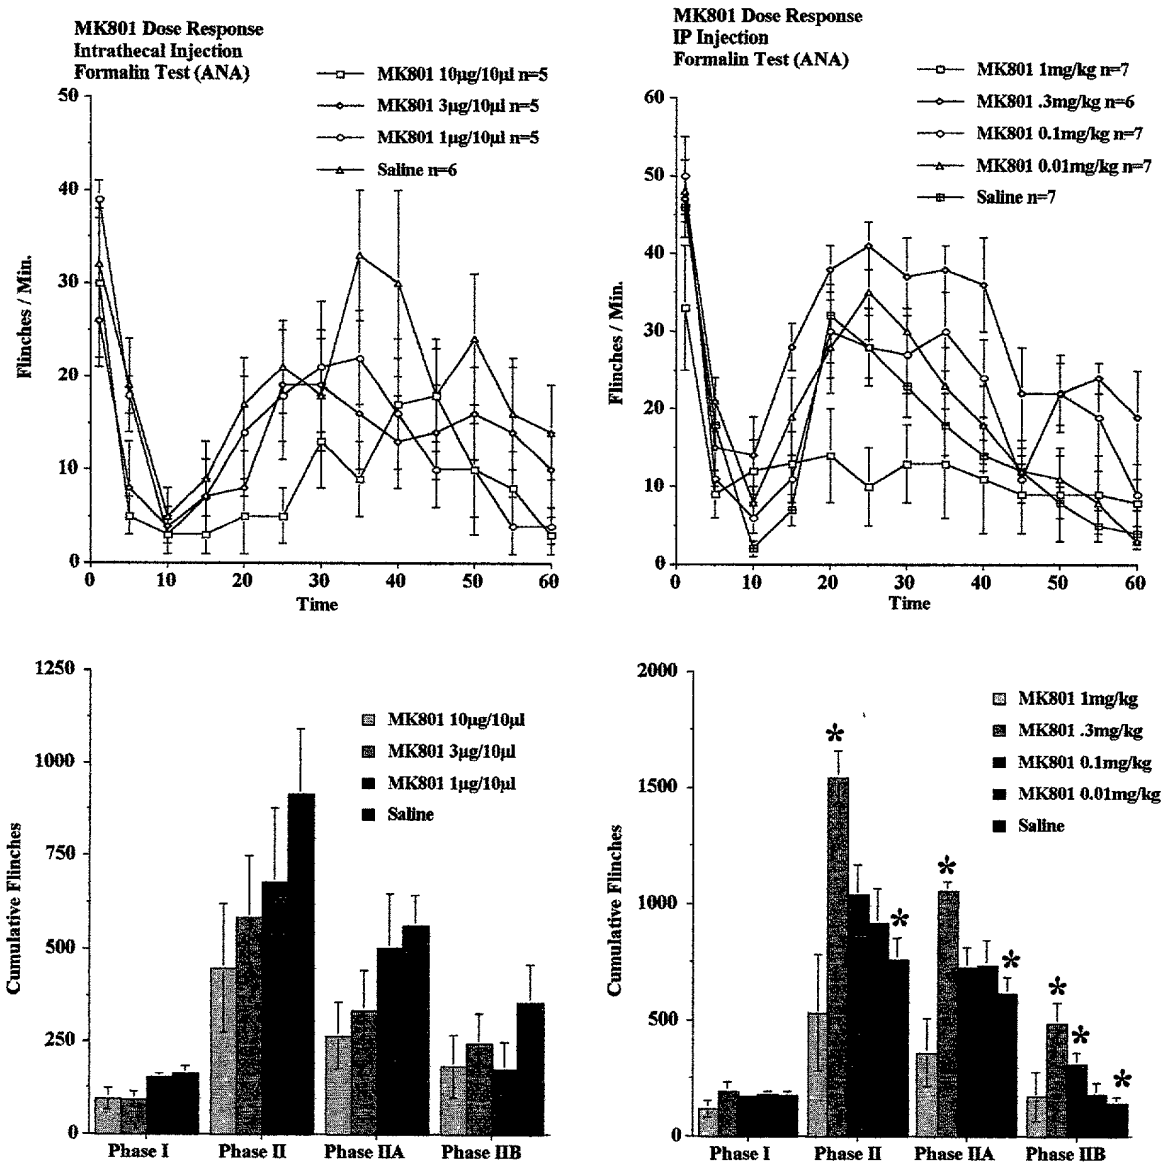 MK801 Dose Response
Intrathecal Injection
Formalin Test (ANA)
MK801 10µg/10µl n=5
MK801 3µg/10µl n=5
MK801 1µg/10µl n=5
Saline n=6
50
40
30
20
10
0
Flinches / Min.
0 10 20 30 40 50 60
Time
MK801 Dose Response
IP Injection
Formalin Test (ANA)
MK801 1mg/kg n=7
MK801 .3mg/kg n=6
MK801 0.1mg/kg n=7
MK801 0.01mg/kg n=7
Saline n=7
60
50
40
30
20
10
0
Flinches / Min.
0 10 20 30 40 50 60
Time
1250
1000
750
500
250
0
Cumulative Flinches
MK801 10µg/10µl
MK801 3µg/10µl
MK801 1µg/10µl
Saline
Phase I Phase II Phase IIA Phase IIB
2000
1500
1000
500
0
Cumulative Flinches
MK801 1mg/kg
MK801 .3mg/kg
MK801 0.1mg/kg
MK801 0.01mg/kg
Saline
* * * * * * *
Phase I Phase II Phase IIA Phase IIB